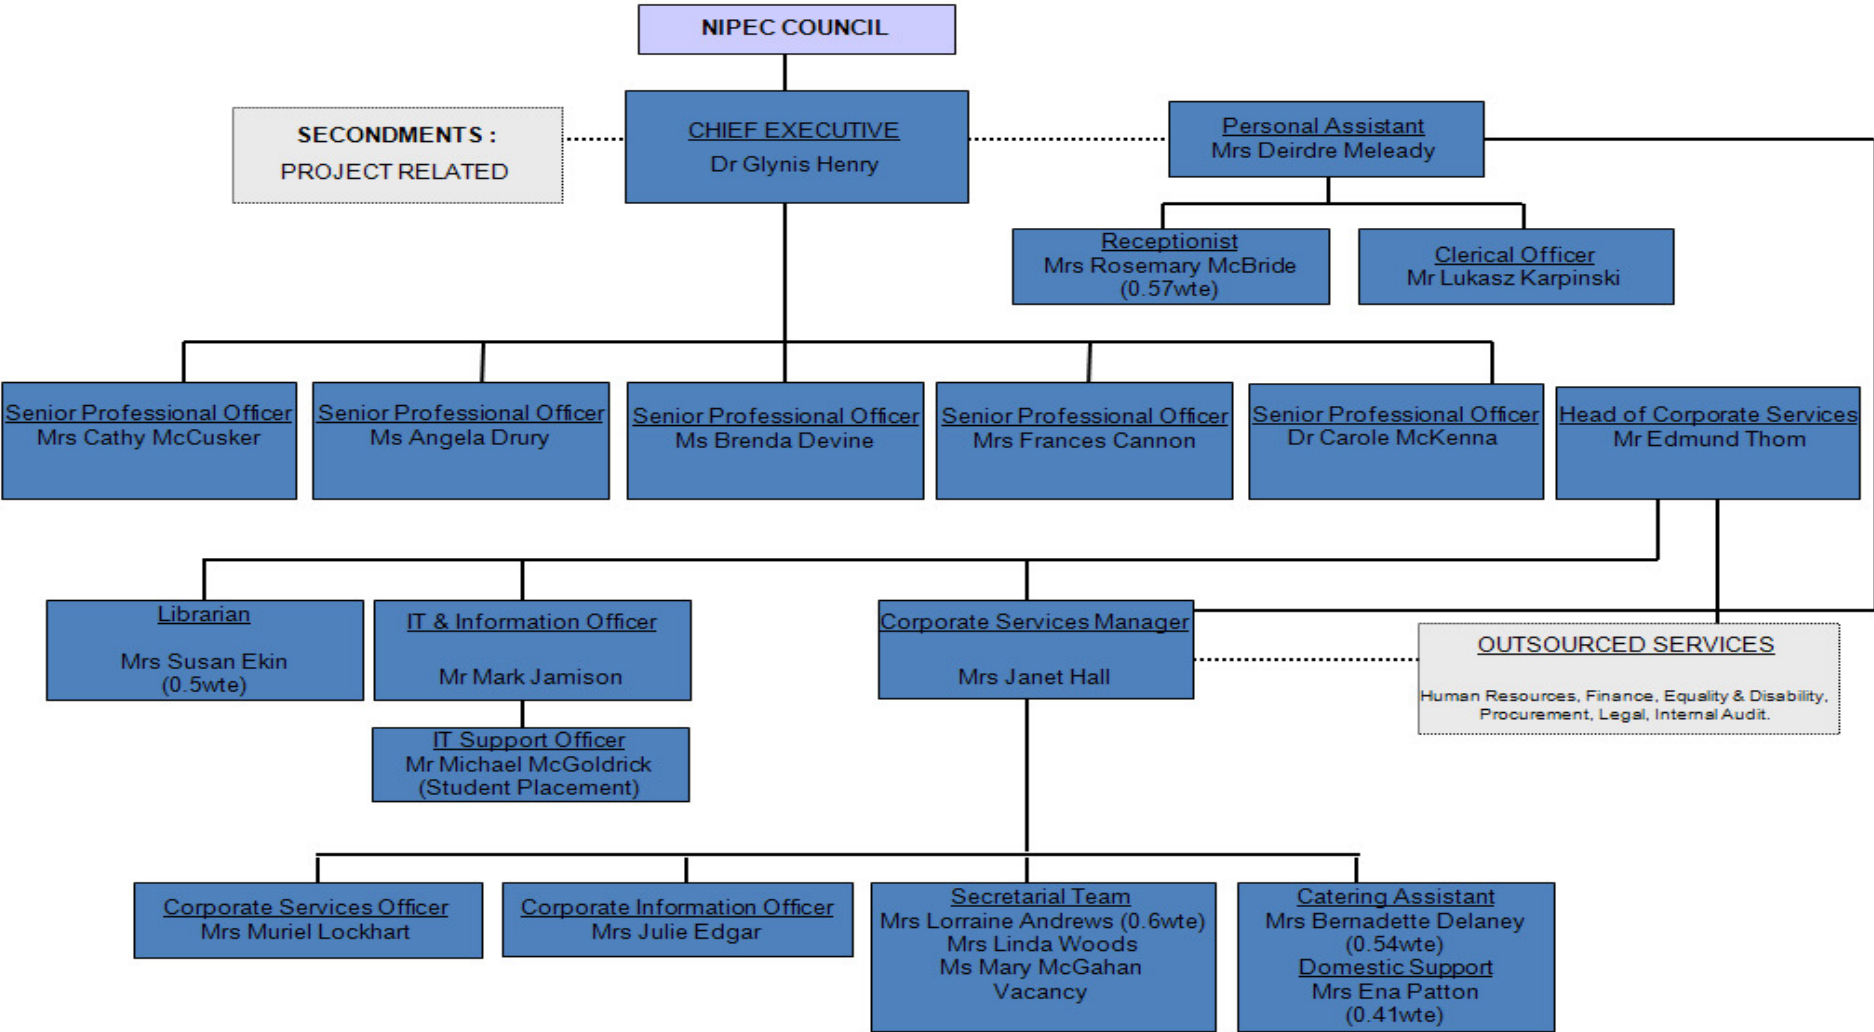 NIPEC COUNCIL
SECONDMENTS :
PROJECT RELATED
CHIEF EXECUTIVE
Dr Glynis Henry
Personal Assistant
Mrs Deirdre Meleady
Receptionist
Mrs Rosemary McBride
(0.57wte)
Clerical Officer
Mr Lukasz Karpinski
Senior Professional Officer
Mrs Cathy McCusker
Senior Professional Officer
Ms Angela Drury
Senior Professional Officer
Ms Brenda Devine
Senior Professional Officer
Mrs Frances Cannon
Senior Professional Officer
Dr Carole McKenna
Head of Corporate Services
Mr Edmund Thom
Librarian
Mrs Susan Ekin
(0.5wte)
IT & Information Officer
Mr Mark Jamison
Corporate Services Manager
Mrs Janet Hall
OUTSOURCED SERVICES
Human Resources, Finance, Equality & Disability,
Procurement, Legal, Internal Audit.
IT Support Officer
Mr Michael McGoldrick
(Student Placement)
Corporate Services Officer
Mrs Muriel Lockhart
Corporate Information Officer
Mrs Julie Edgar
Secretarial Team
Mrs Lorraine Andrews (0.6wte)
Mrs Linda Woods
Ms Mary McGahan
Vacancy
Catering Assistant
Mrs Bernadette Delaney
(0.54wte)
Domestic Support
Mrs Ena Patton
(0.41wte)